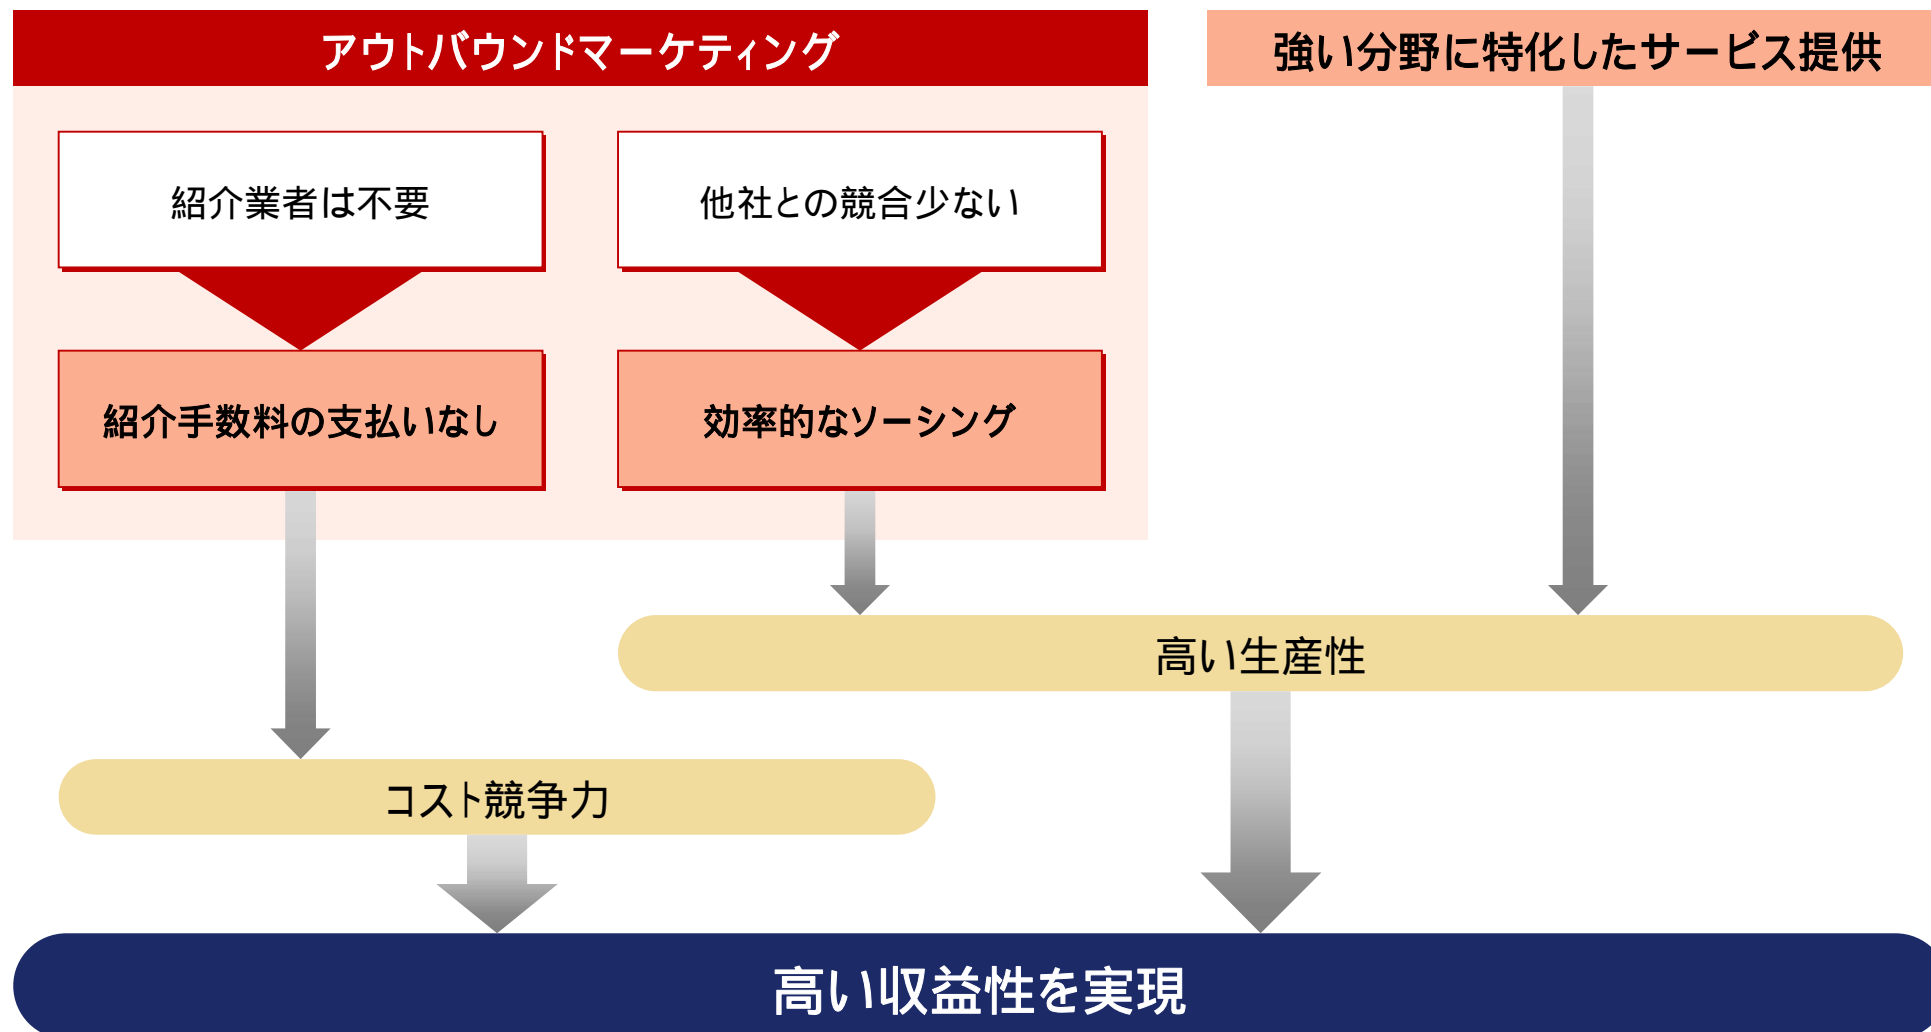 アウトバウンドマーケティング
強い分野に特化したサービス提供
紹介業者は不要
他社との競合少ない
紹介手数料の支払いなし
効率的なソーシング
高い生産性
コスト競争力
高い収益性を実現